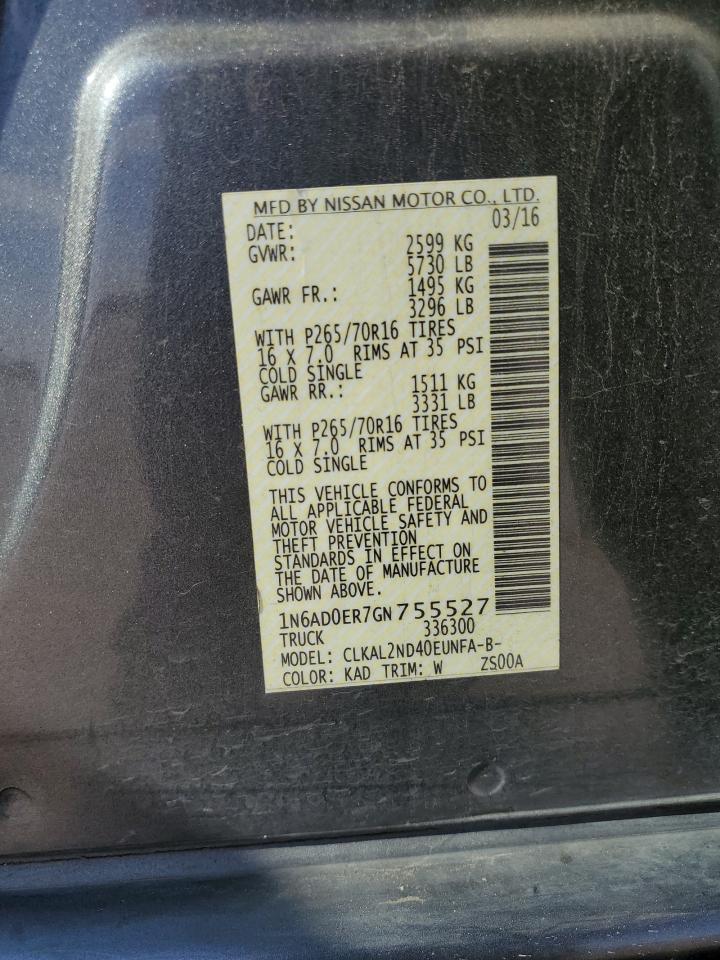 MFD BY NISSAN MOTOR CO., LTD.
DATE: 03/16
GVWR: 2599 KG
5730 LB
GAWR FR.: 1495 KG
3296 LB
WITH P265/70R16 TIRES
16 X 7.0 RIMS AT 35 PSI
COLD SINGLE
GAWR RR.: 1511 KG
3331 LB
WITH P265/70R16 TIRES
16 X 7.0 RIMS AT 35 PSI
COLD SINGLE
THIS VEHICLE CONFORMS TO
ALL APPLICABLE FEDERAL
MOTOR VEHICLE SAFETY AND
THEFT PREVENTION
STANDARDS IN EFFECT ON
THE DATE OF MANUFACTURE
SHOWN ABOVE.
1N6AD0ER7GN755527
TRUCK 336300
MODEL: CLKAL2ND40EUNFA-B-
COLOR: KAD TRIM: W ZS00A